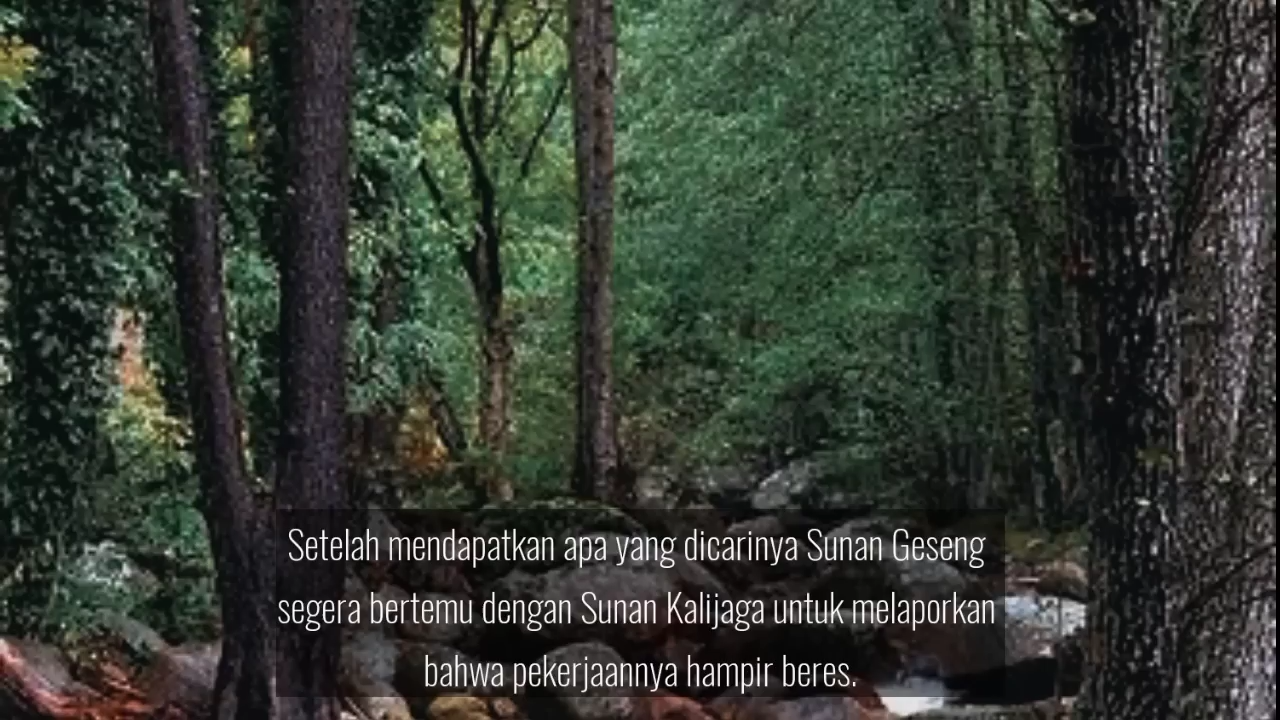 Setelah mendapatkan apa yang dicarinya Sunan Geseng
segera bertemu dengan Sunan Kalijaga untuk melaporkan
bahwa pekerjaannya hampir beres.